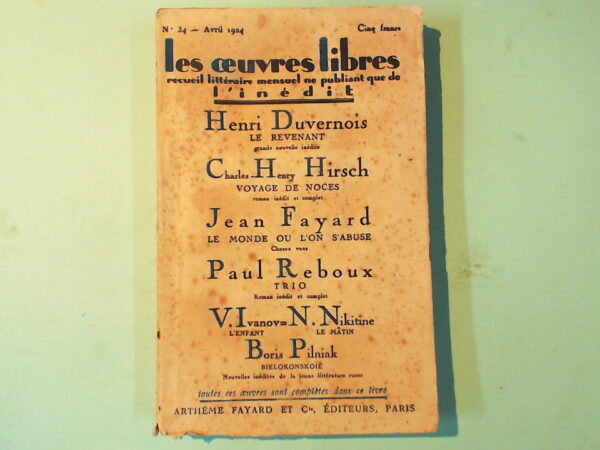 N° 34 — Avril 1924 Cinq francs
les œuvres libres
recueil littéraire mensuel ne publiant que de
l'inédit
Henri Duvernois
LE REVENANT
grande nouvelle inédite
Charles-Henry Hirsch
VOYAGE DE NOCES
roman inédit et complet
Jean Fayard
LE MONDE OU L'ON S'ABUSE
Choses vues
Paul Reboux
TRIO
Roman inédit et complet
V. Ivanov=N. Nikitine
L'ENFANT LE MÂTIN
Boris Pilniak
BIELOKONSKOÏÉ
Nouvelles inédites de la jeune littérature russe
toutes ces œuvres sont complètes dans ce livre
ARTHÈME FAYARD ET Cie, ÉDITEURS, PARIS